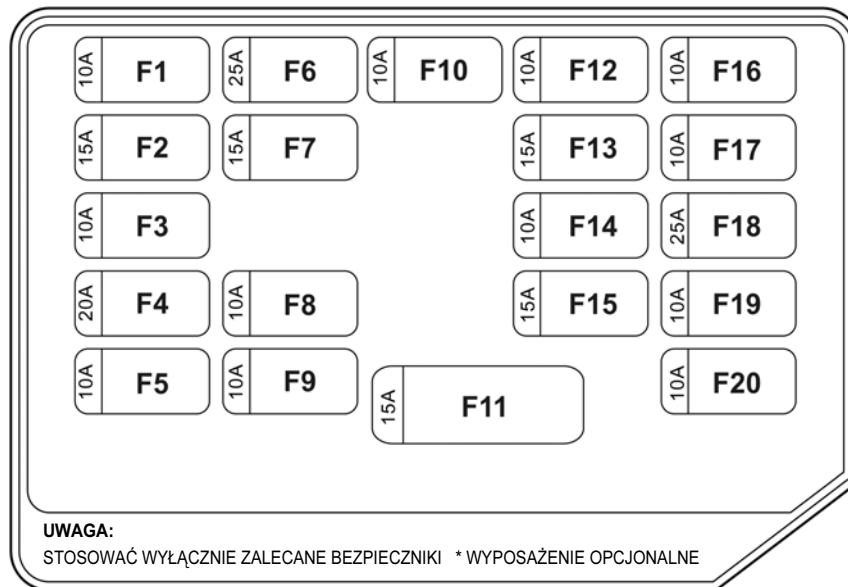 10A F1 25A F6 10A F10 10A F12 10A F16
15A F2 15A F7 15A F13 10A F17
10A F3 10A F14 25A F18
20A F4 10A F8 15A F15 10A F19
10A F5 10A F9 15A F11 10A F20
UWAGA:
STOSOWAĆ WYŁĄCZNIE ZALECANE BEZPIECZNIKI * WYPOSAŻENIE OPCJONALNE